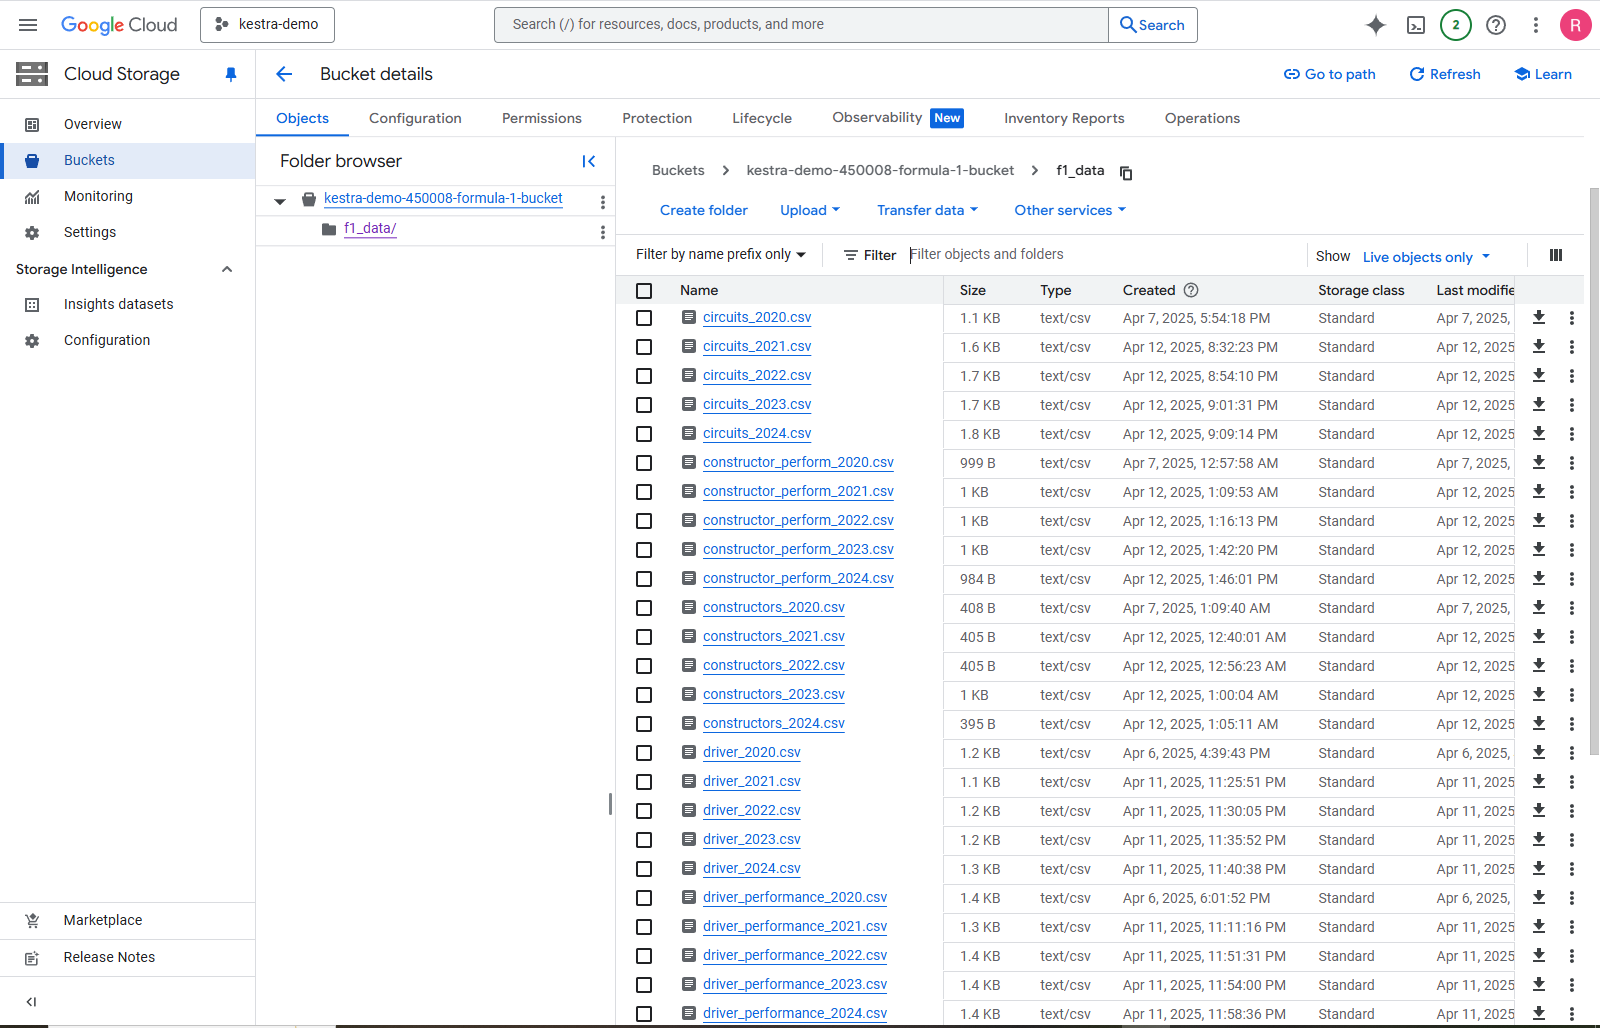 Google Cloud
kestra-demo
Search (/) for resources, docs, products, and more
Search
2
R
Cloud Storage
Bucket details
Go to path
Refresh
Learn
Overview
Buckets
Monitoring
Settings
Storage Intelligence
Insights datasets
Configuration
Marketplace
Release Notes
Objects
Configuration
Permissions
Protection
Lifecycle
Observability New
Inventory Reports
Operations
Folder browser
kestra-demo-450008-formula-1-bucket
f1_data/
Buckets > kestra-demo-450008-formula-1-bucket > f1_data
Create folder
Upload
Transfer data
Other services
Filter by name prefix only
Filter
Filter objects and folders
Show
Live objects only
Name Size Type Created Storage class Last modifie
circuits_2020.csv 1.1 KB text/csv Apr 7, 2025, 5:54:18 PM Standard Apr 7, 2025,
circuits_2021.csv 1.6 KB text/csv Apr 12, 2025, 8:32:23 PM Standard Apr 12, 2025
circuits_2022.csv 1.7 KB text/csv Apr 12, 2025, 8:54:10 PM Standard Apr 12, 2025
circuits_2023.csv 1.7 KB text/csv Apr 12, 2025, 9:01:31 PM Standard Apr 12, 2025
circuits_2024.csv 1.8 KB text/csv Apr 12, 2025, 9:09:14 PM Standard Apr 12, 2025
constructor_perform_2020.csv 999 B text/csv Apr 7, 2025, 12:57:58 AM Standard Apr 7, 2025,
constructor_perform_2021.csv 1 KB text/csv Apr 12, 2025, 1:09:53 AM Standard Apr 12, 2025
constructor_perform_2022.csv 1 KB text/csv Apr 12, 2025, 1:16:13 PM Standard Apr 12, 2025
constructor_perform_2023.csv 1 KB text/csv Apr 12, 2025, 1:42:20 PM Standard Apr 12, 2025
constructor_perform_2024.csv 984 B text/csv Apr 12, 2025, 1:46:01 PM Standard Apr 12, 2025
constructors_2020.csv 408 B text/csv Apr 7, 2025, 1:09:40 AM Standard Apr 7, 2025,
constructors_2021.csv 405 B text/csv Apr 12, 2025, 12:40:01 AM Standard Apr 12, 2025
constructors_2022.csv 405 B text/csv Apr 12, 2025, 12:56:23 AM Standard Apr 12, 2025
constructors_2023.csv 1 KB text/csv Apr 12, 2025, 1:00:04 AM Standard Apr 12, 2025
constructors_2024.csv 395 B text/csv Apr 12, 2025, 1:05:11 AM Standard Apr 12, 2025
driver_2020.csv 1.2 KB text/csv Apr 6, 2025, 4:39:43 PM Standard Apr 6, 2025,
driver_2021.csv 1.1 KB text/csv Apr 11, 2025, 11:25:51 PM Standard Apr 11, 2025
driver_2022.csv 1.2 KB text/csv Apr 11, 2025, 11:30:05 PM Standard Apr 11, 2025
driver_2023.csv 1.2 KB text/csv Apr 11, 2025, 11:35:52 PM Standard Apr 11, 2025
driver_2024.csv 1.3 KB text/csv Apr 11, 2025, 11:40:38 PM Standard Apr 11, 2025
driver_performance_2020.csv 1.4 KB text/csv Apr 6, 2025, 6:01:52 PM Standard Apr 6, 2025,
driver_performance_2021.csv 1.3 KB text/csv Apr 11, 2025, 11:11:16 PM Standard Apr 11, 2025
driver_performance_2022.csv 1.4 KB text/csv Apr 11, 2025, 11:51:31 PM Standard Apr 11, 2025
driver_performance_2023.csv 1.4 KB text/csv Apr 11, 2025, 11:54:00 PM Standard Apr 11, 2025
driver_performance_2024.csv 1.4 KB text/csv Apr 11, 2025, 11:58:36 PM Standard Apr 11, 2025